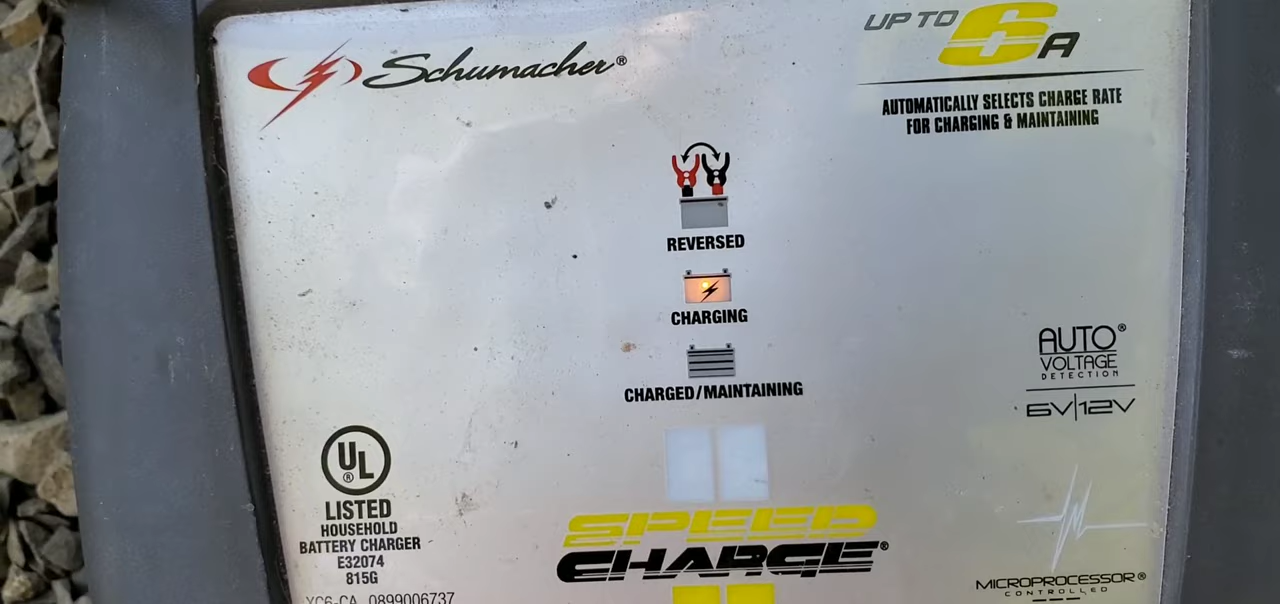 Schumacher®
UP TO 6A
AUTOMATICALLY SELECTS CHARGE RATE
FOR CHARGING & MAINTAINING
REVERSED
CHARGING
CHARGED/MAINTAINING
AUTO®
VOLTAGE
DETECTION
6V|12V
UL
®
LISTED
HOUSEHOLD
BATTERY CHARGER
E32074
815G
XC6-CA 0899006737
SPEED
CHARGE®
MICROPROCESSOR®
CONTROLLED